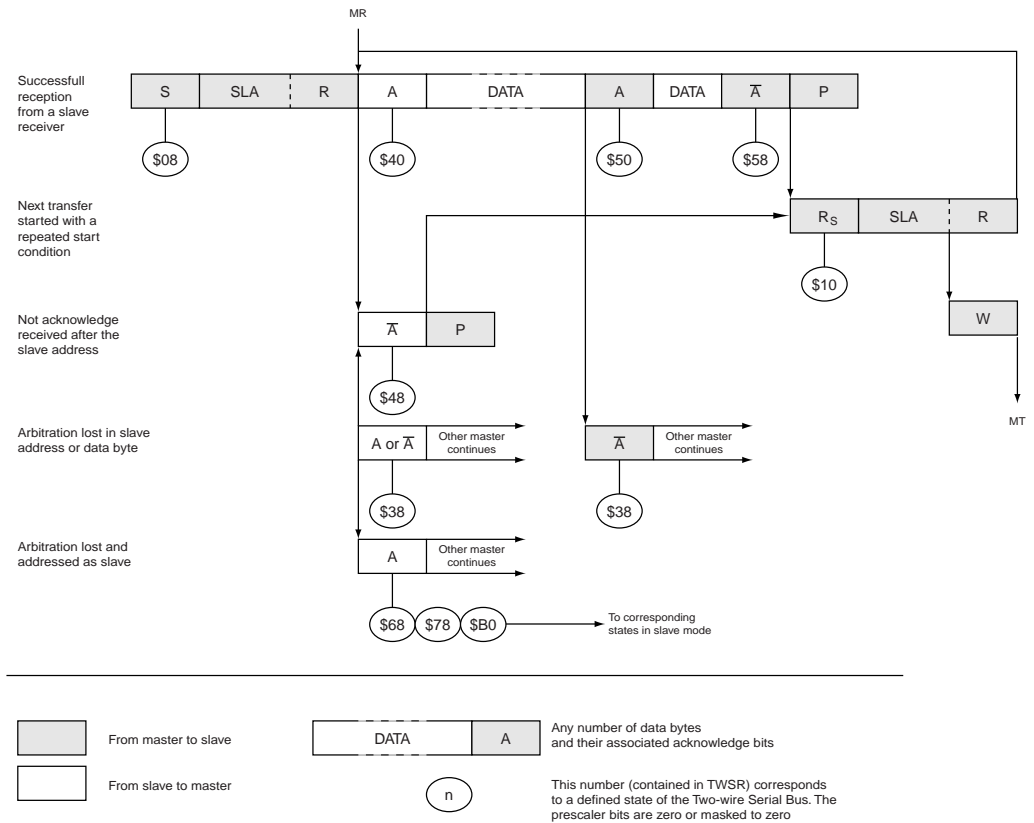 MR
Successfull
reception
from a slave
receiver
S SLA R A DATA A DATA A̅ P
$08 $40 $50 $58
Next transfer
started with a
repeated start
condition
RS SLA R
$10
Not acknowledge
received after the
slave address
A̅ P
W
$48
MT
Arbitration lost in slave
address or data byte
A or A̅ Other master
continues
A̅ Other master
continues
$38 $38
Arbitration lost and
addressed as slave
A Other master
continues
$68 $78 $B0 To corresponding
states in slave mode
From master to slave
DATA A Any number of data bytes
and their associated acknowledge bits
From slave to master
n This number (contained in TWSR) corresponds
to a defined state of the Two-wire Serial Bus. The
prescaler bits are zero or masked to zero